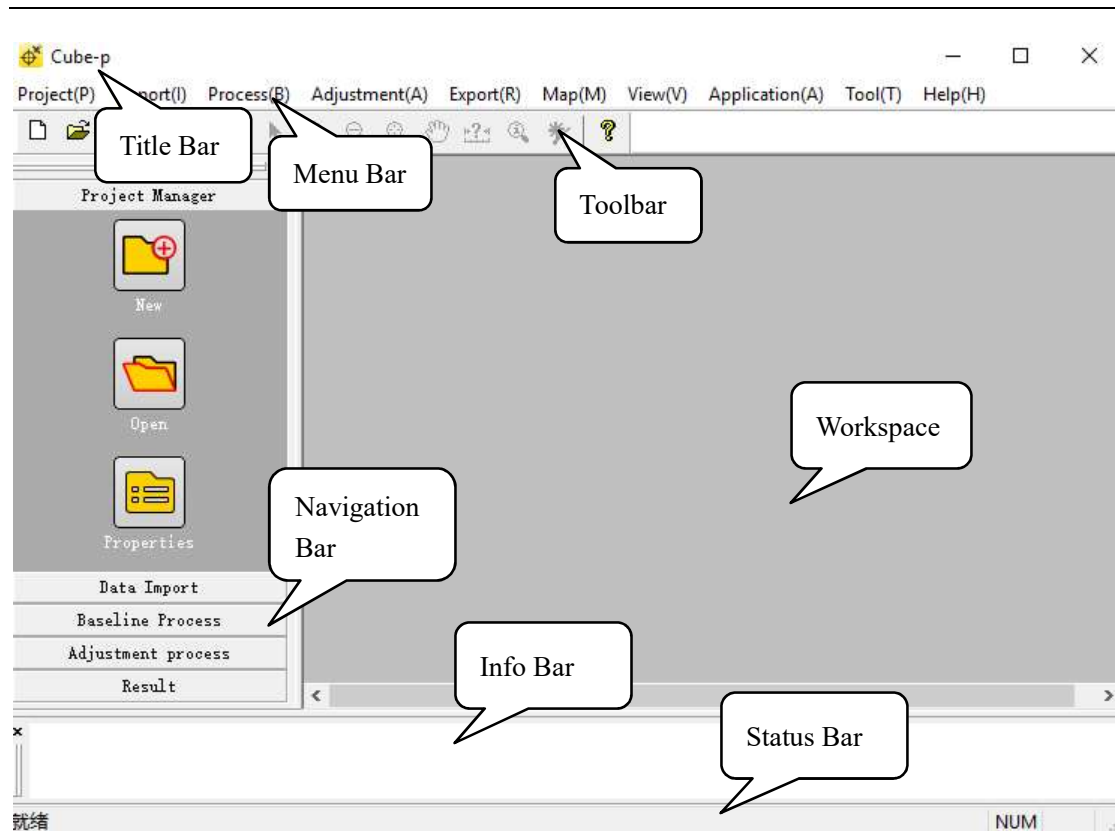 Cube-p
Project(P) port(I) Process(B) Adjustment(A) Export(R) Map(M) View(V) Application(A) Tool(T) Help(H)
Title Bar
Menu Bar
Toolbar
Project Manager
New
Open
Properties
Workspace
Navigation
Bar
Data Import
Baseline Process
Adjustment process
Result
Info Bar
Status Bar
就绪
NUM